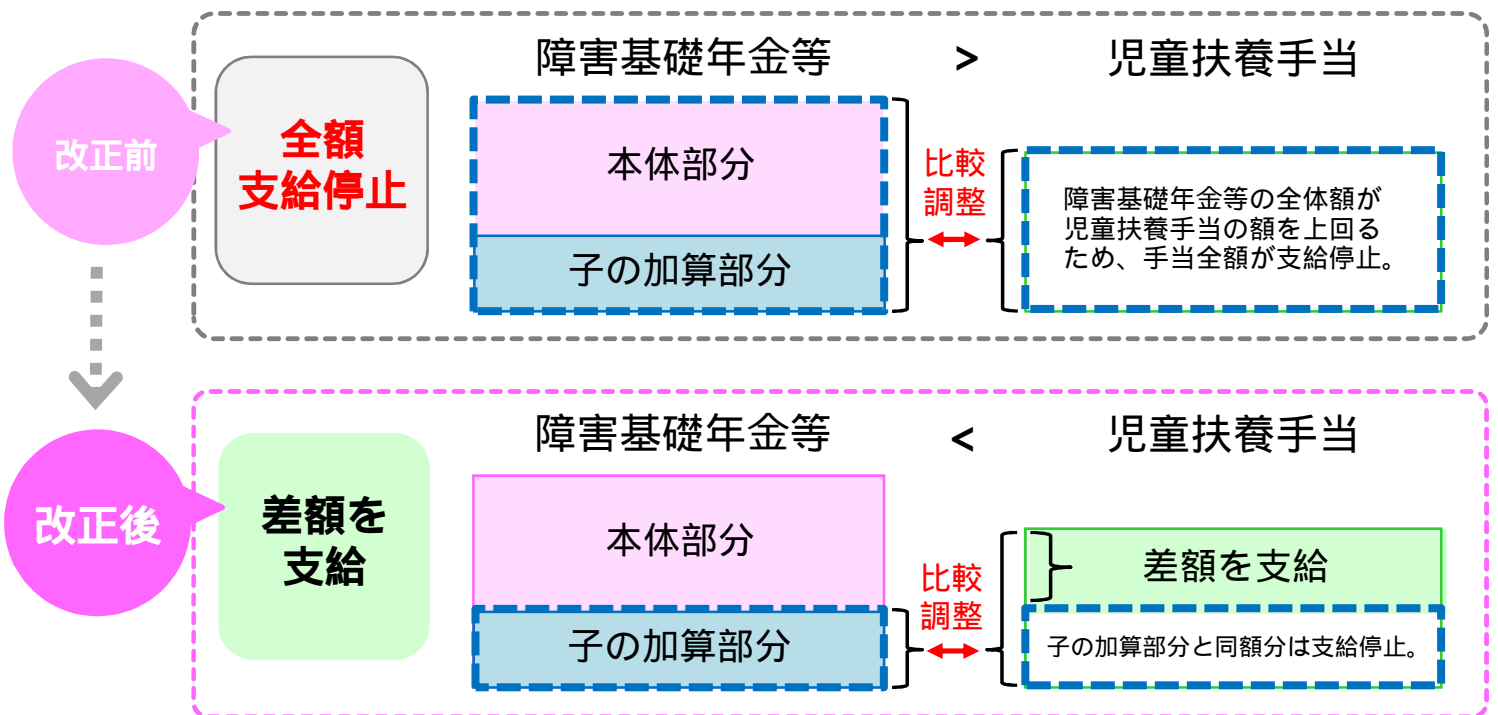 障害基礎年金等 > 児童扶養手当
改正前
全額
支給停止
本体部分
子の加算部分
比較
調整
障害基礎年金等の全体額が
児童扶養手当の額を上回る
ため、手当全額が支給停止。
障害基礎年金等 < 児童扶養手当
改正後
差額を
支給
本体部分
子の加算部分
比較
調整
差額を支給
子の加算部分と同額分は支給停止。